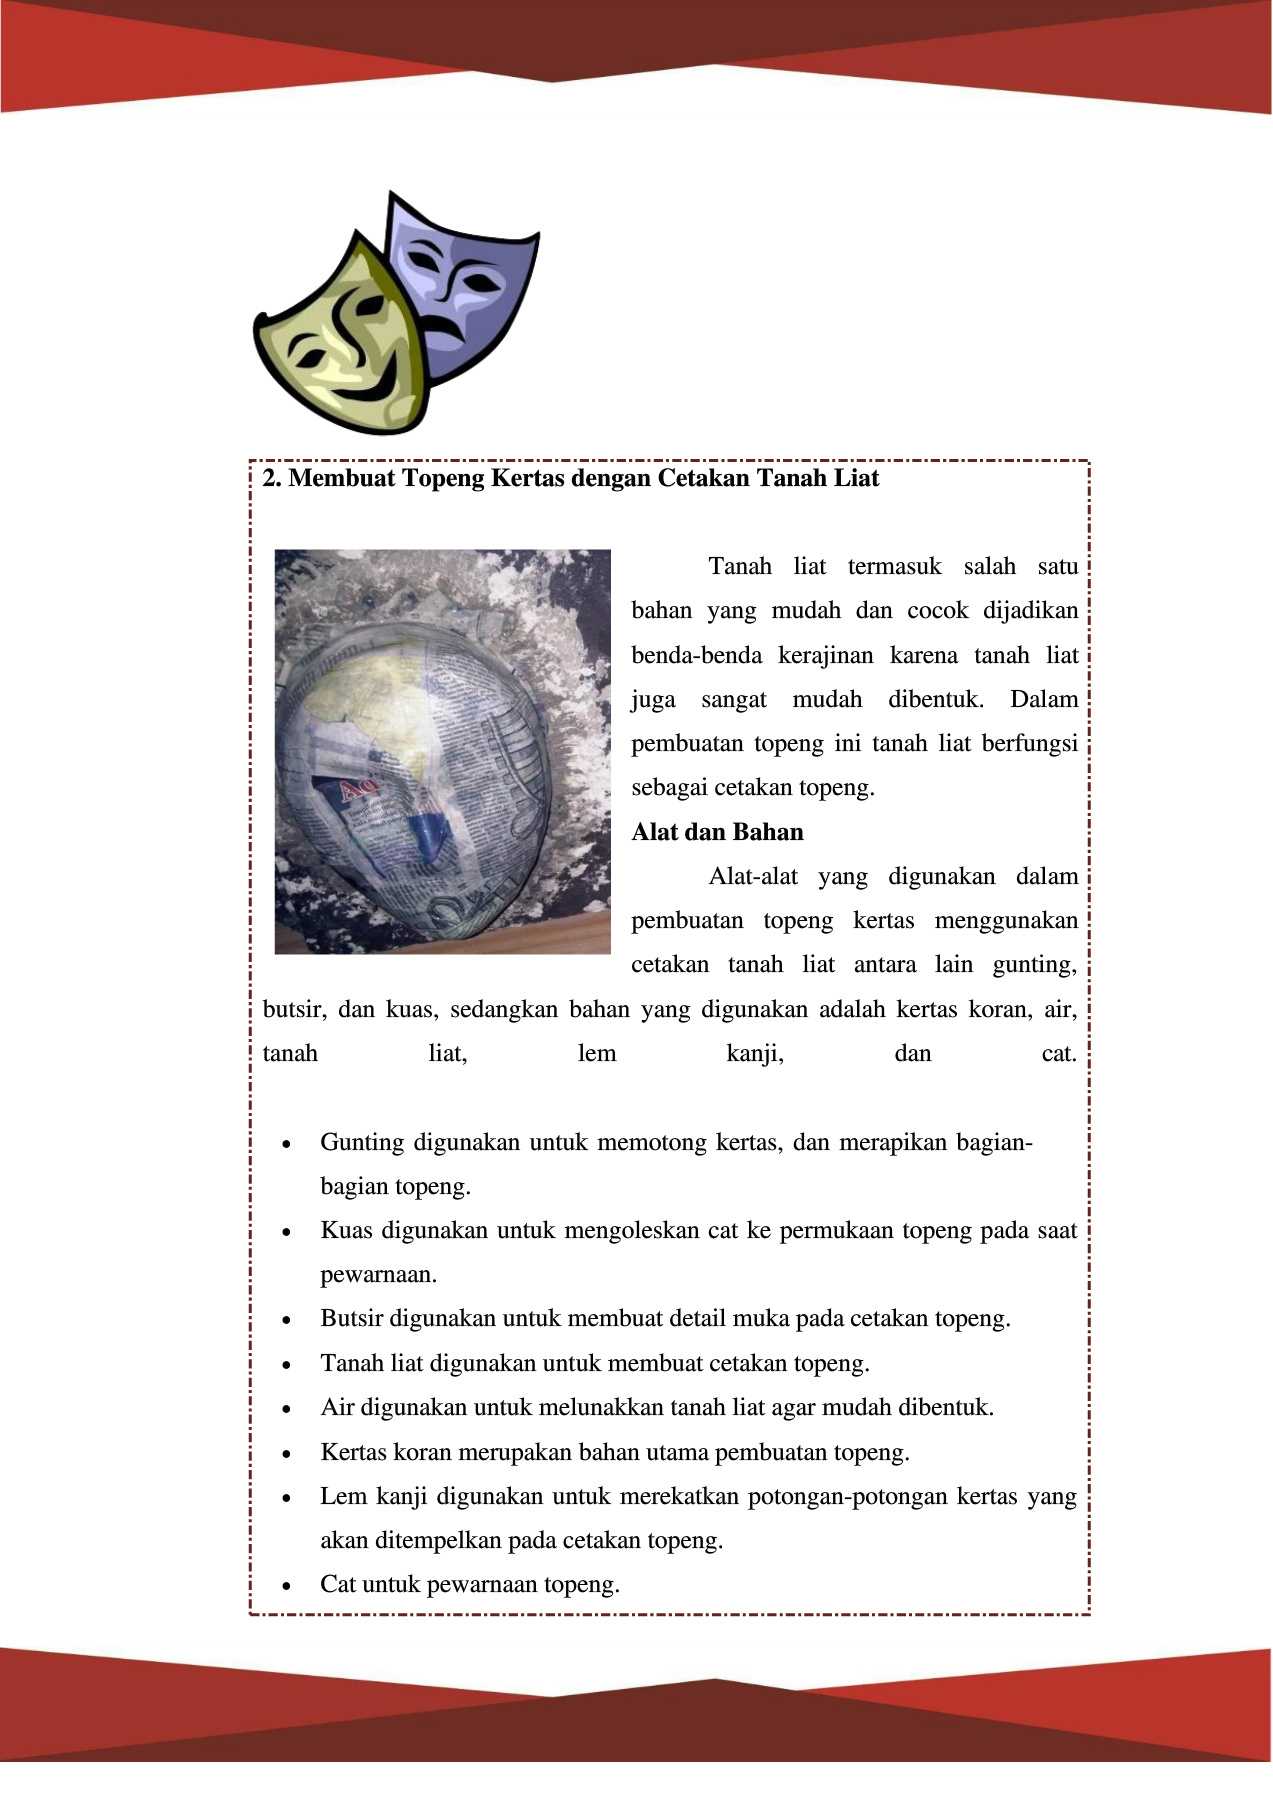 2. Membuat Topeng Kertas dengan Cetakan Tanah Liat
Tanah liat termasuk salah satu
bahan yang mudah dan cocok dijadikan
benda-benda kerajinan karena tanah liat
juga sangat mudah dibentuk. Dalam
pembuatan topeng ini tanah liat berfungsi
sebagai cetakan topeng.
Alat dan Bahan
Alat-alat yang digunakan dalam
pembuatan topeng kertas menggunakan
cetakan tanah liat antara lain gunting,
butsir, dan kuas, sedangkan bahan yang digunakan adalah kertas koran, air,
tanah liat, lem kanji, dan cat.
• Gunting digunakan untuk memotong kertas, dan merapikan bagian-
bagian topeng.
• Kuas digunakan untuk mengoleskan cat ke permukaan topeng pada saat
pewarnaan.
• Butsir digunakan untuk membuat detail muka pada cetakan topeng.
• Tanah liat digunakan untuk membuat cetakan topeng.
• Air digunakan untuk melunakkan tanah liat agar mudah dibentuk.
• Kertas koran merupakan bahan utama pembuatan topeng.
• Lem kanji digunakan untuk merekatkan potongan-potongan kertas yang
akan ditempelkan pada cetakan topeng.
• Cat untuk pewarnaan topeng.